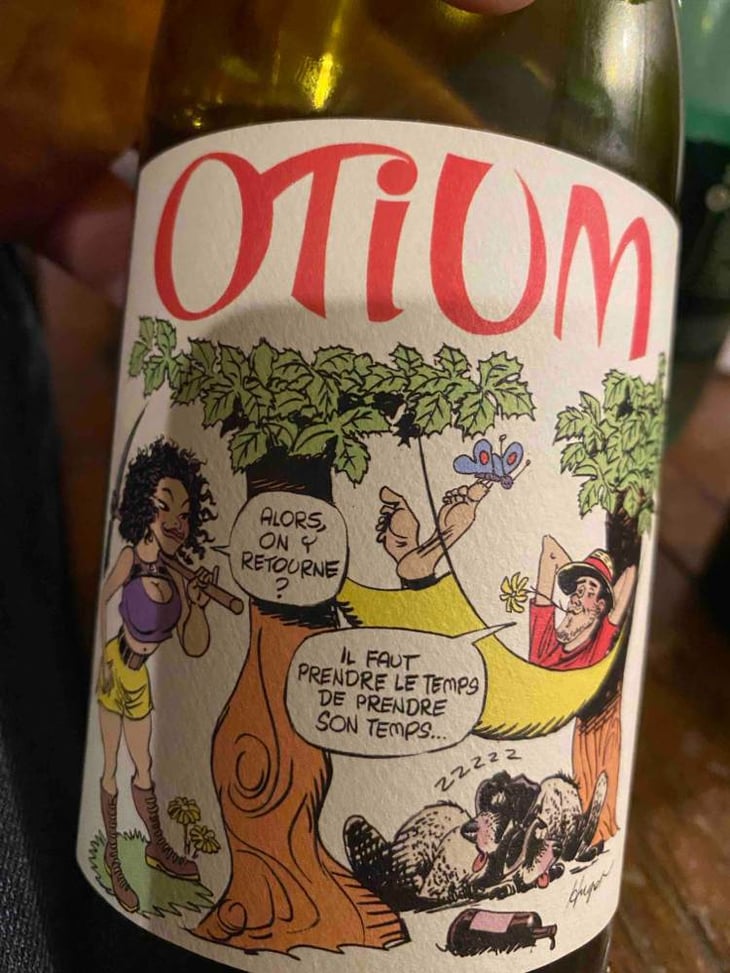 OTiUM
ALORS,
ON Y
RETOURNE
?
IL FAUT
PRENDRE LE TEMPS
DE PRENDRE
SON TEMPS...
ZZZZZ